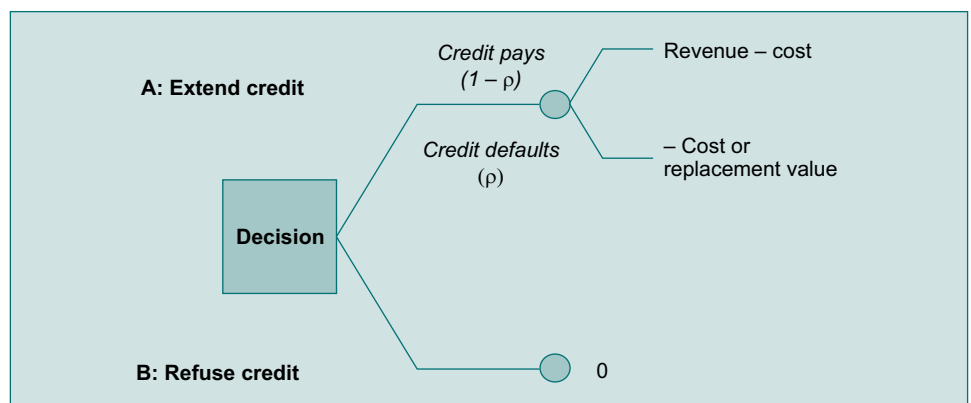 Credit pays
(1 – ρ)
Revenue – cost
A: Extend credit
Credit defaults
(ρ)
– Cost or
replacement value
Decision
B: Refuse credit
0